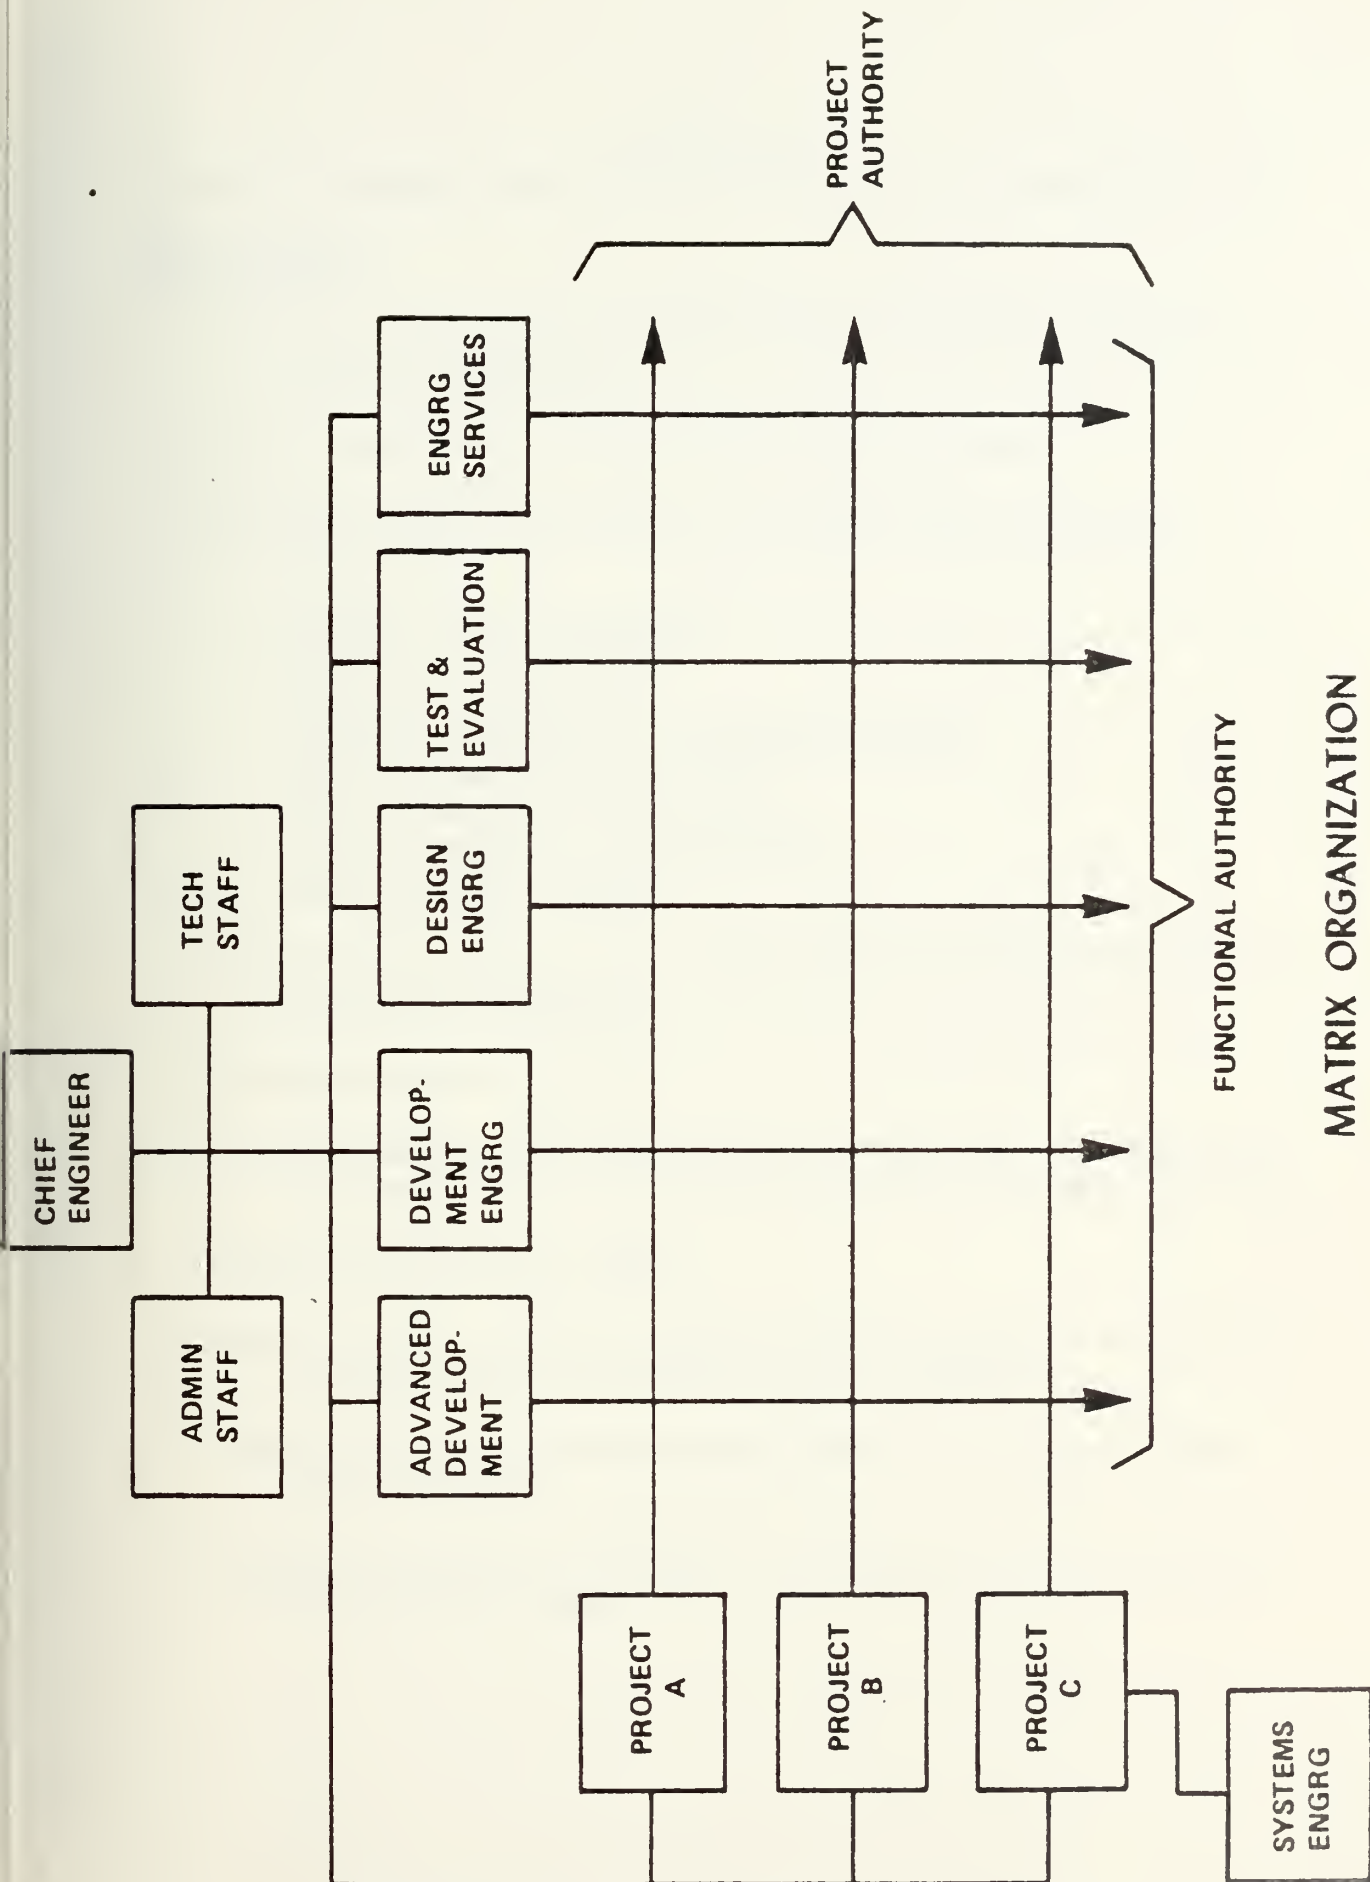 CHIEF
ENGINEER
ADMIN
STAFF
TECH
STAFF
ADVANCED
DEVELOP-
MENT
DEVELOP-
MENT
ENGRG
DESIGN
ENGRG
TEST &
EVALUATION
ENGRG
SERVICES
PROJECT
A
PROJECT
B
PROJECT
C
SYSTEMS
ENGRG
PROJECT
AUTHORITY
FUNCTIONAL AUTHORITY
MATRIX ORGANIZATION